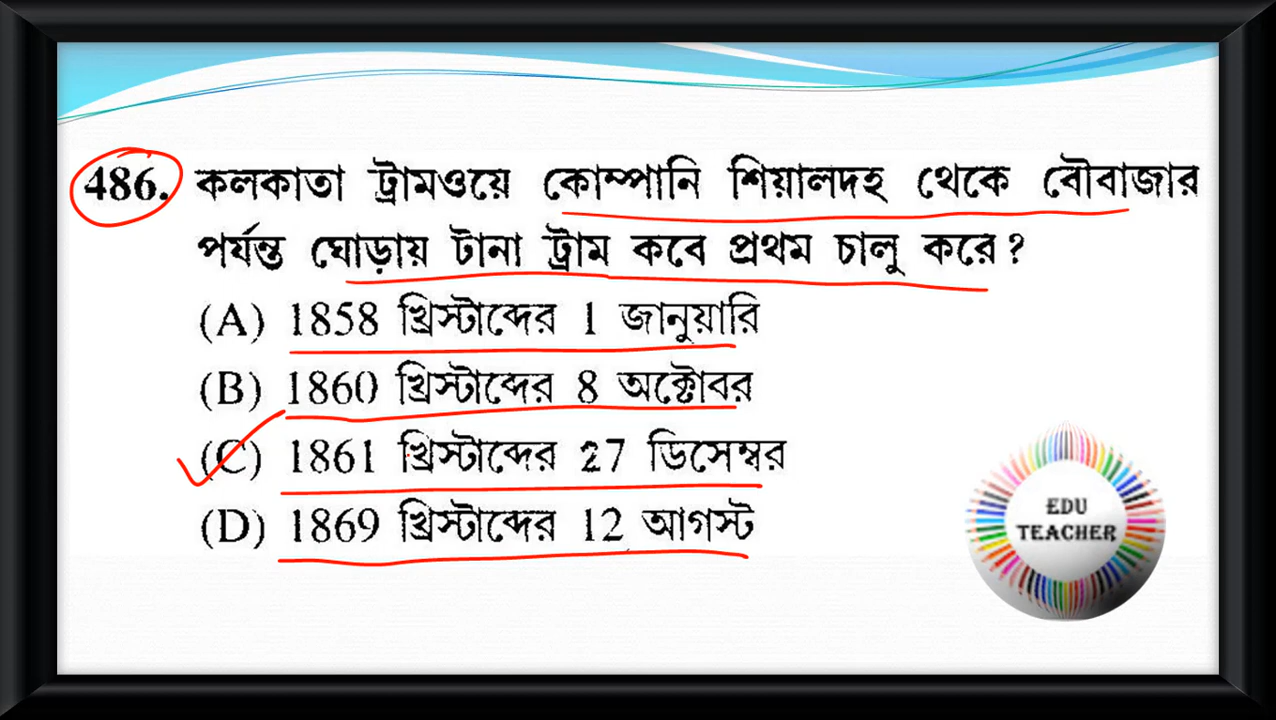 486. কলকাতা ট্রামওয়ে কোম্পানি শিয়ালদহ থেকে বৌবাজার
পর্যন্ত ঘোড়ায় টানা ট্রাম কবে প্রথম চালু করে ?
(A) 1858 খ্রিস্টাব্দের 1 জানুয়ারি
(B) 1860 খ্রিস্টাব্দের 8 অক্টোবর
(C) 1861 খ্রিস্টাব্দের 27 ডিসেম্বর
(D) 1869 খ্রিস্টাব্দের 12 আগস্ট
EDU
TEACHER